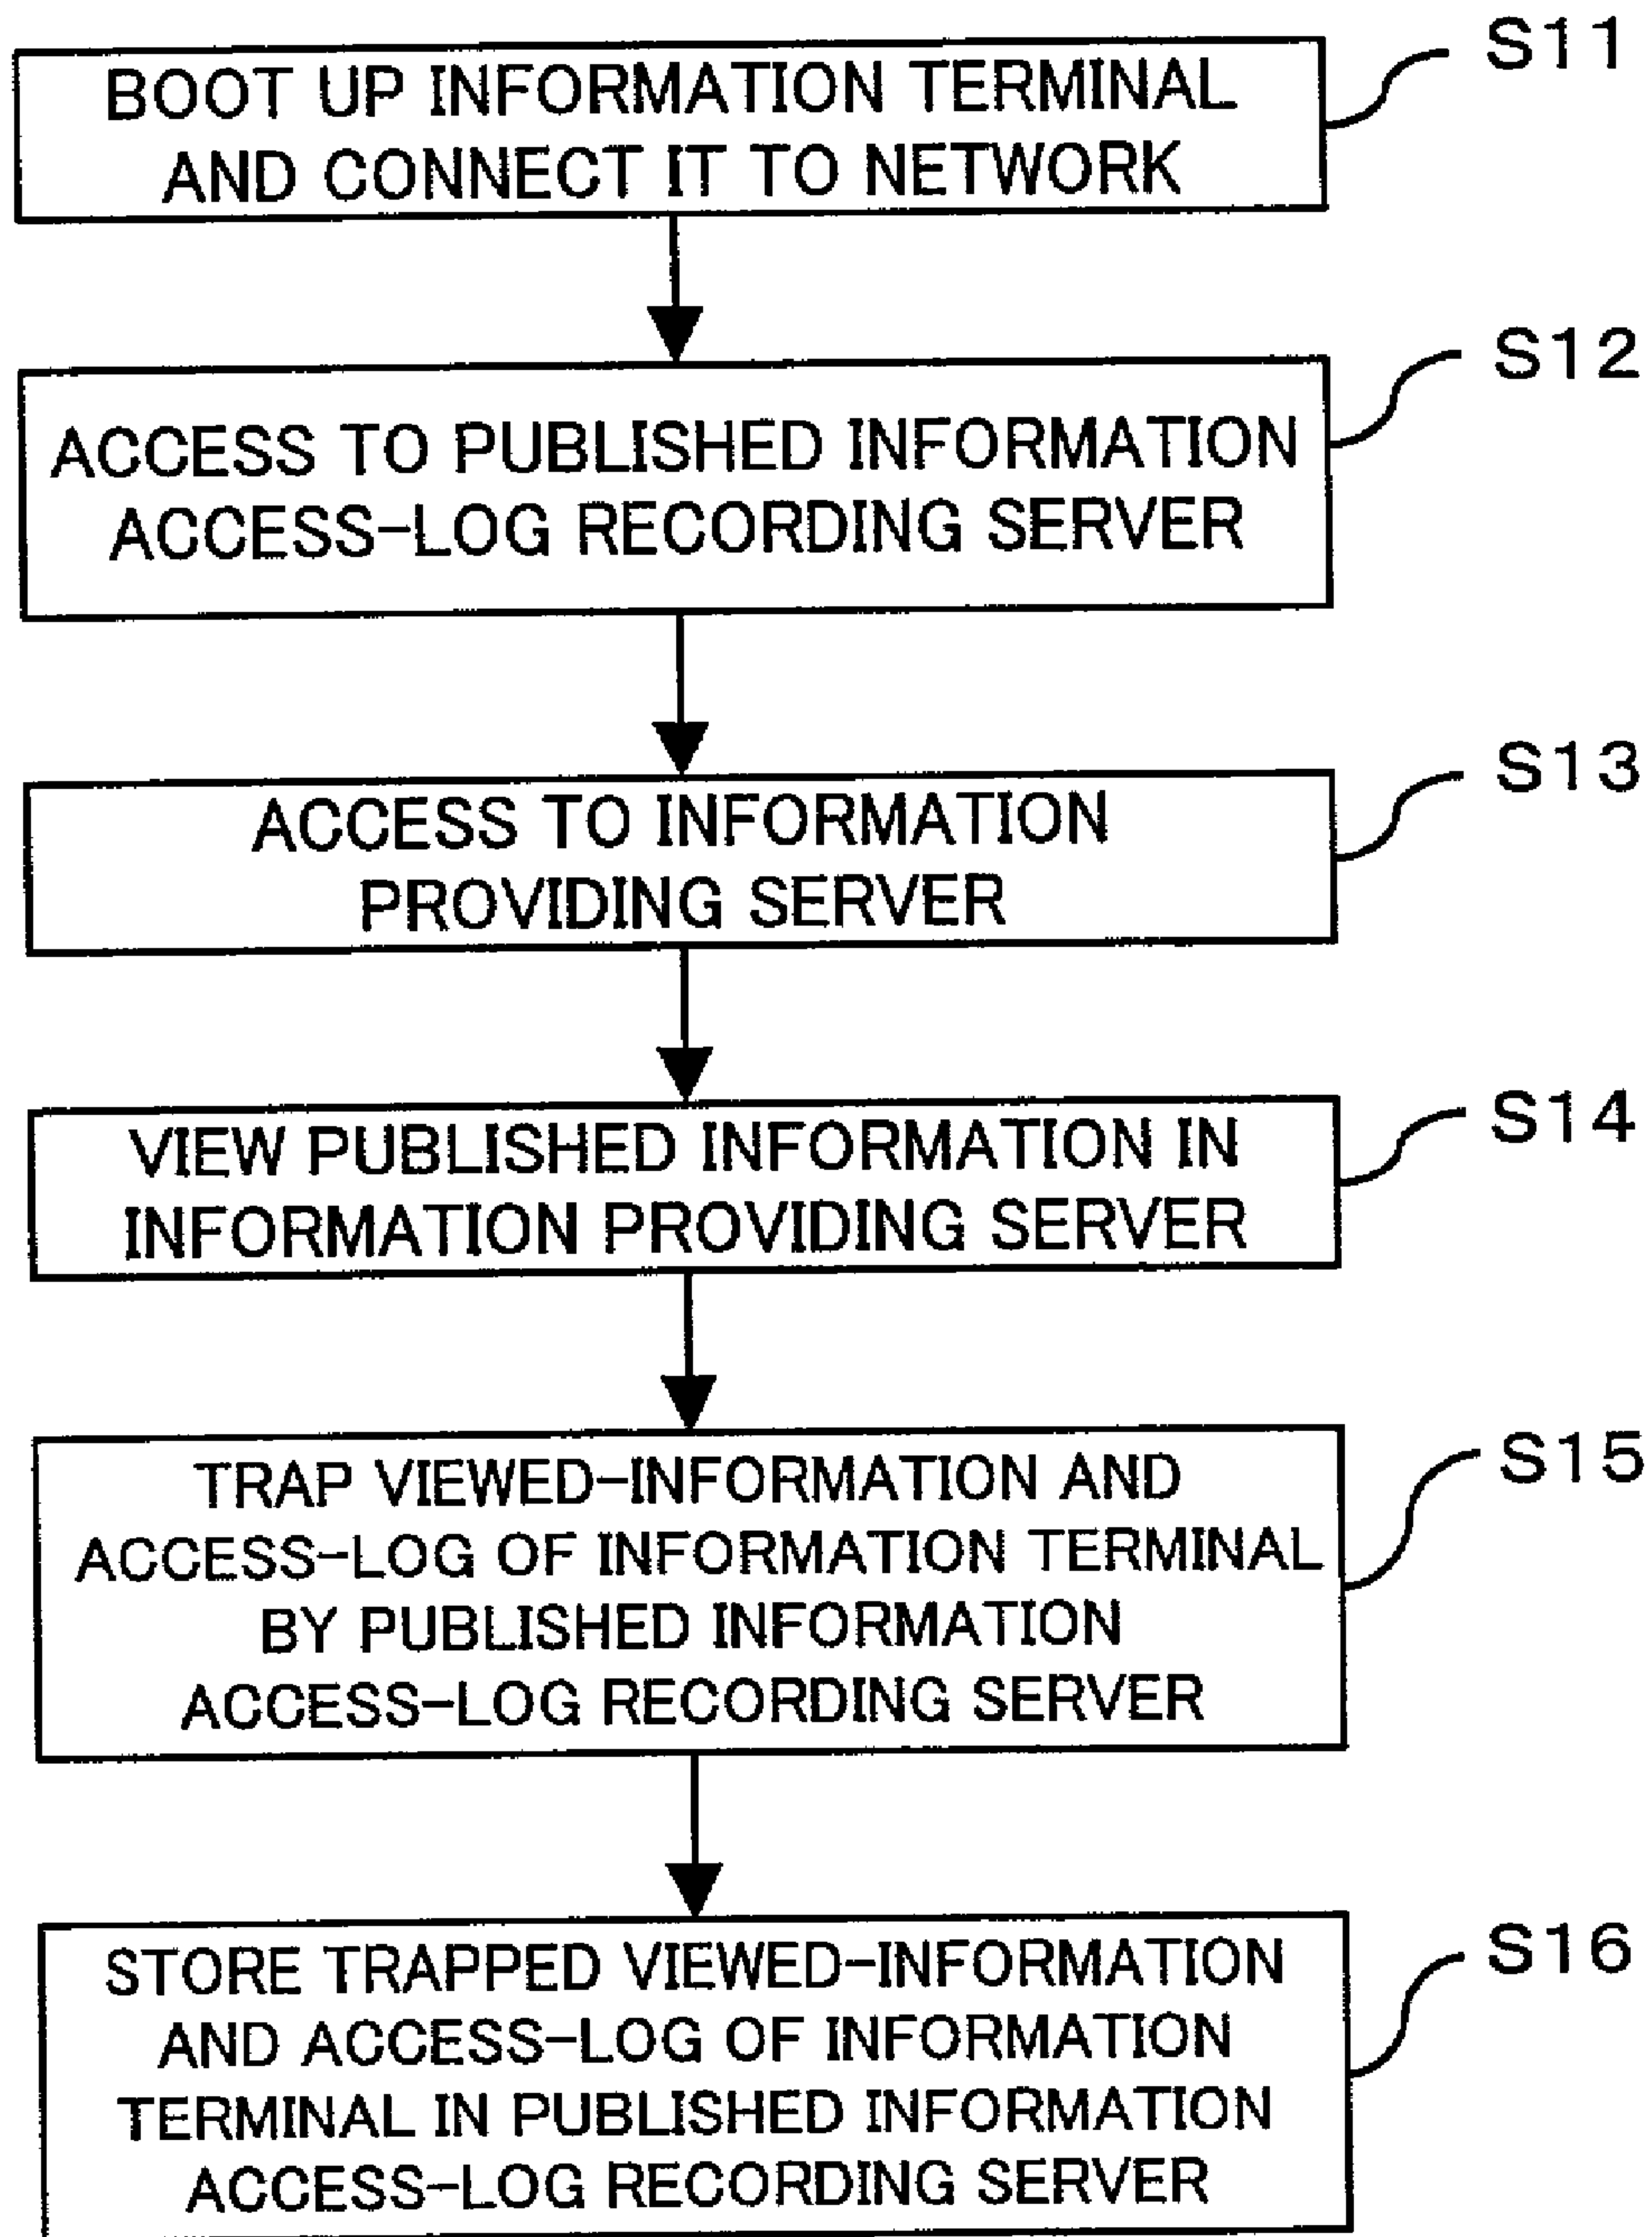 S11
BOOT UP INFORMATION TERMINAL
AND CONNECT IT TO NETWORK
S12
ACCESS TO PUBLISHED INFORMATION
ACCESS-LOG RECORDING SERVER
S13
ACCESS TO INFORMATION
PROVIDING SERVER
S14
VIEW PUBLISHED INFORMATION IN
INFORMATION PROVIDING SERVER
S15
TRAP VIEWED-INFORMATION AND
ACCESS-LOG OF INFORMATION TERMINAL
BY PUBLISHED INFORMATION
ACCESS-LOG RECORDING SERVER
S16
STORE TRAPPED VIEWED-INFORMATION
AND ACCESS-LOG OF INFORMATION
TERMINAL IN PUBLISHED INFORMATION
ACCESS-LOG RECORDING SERVER